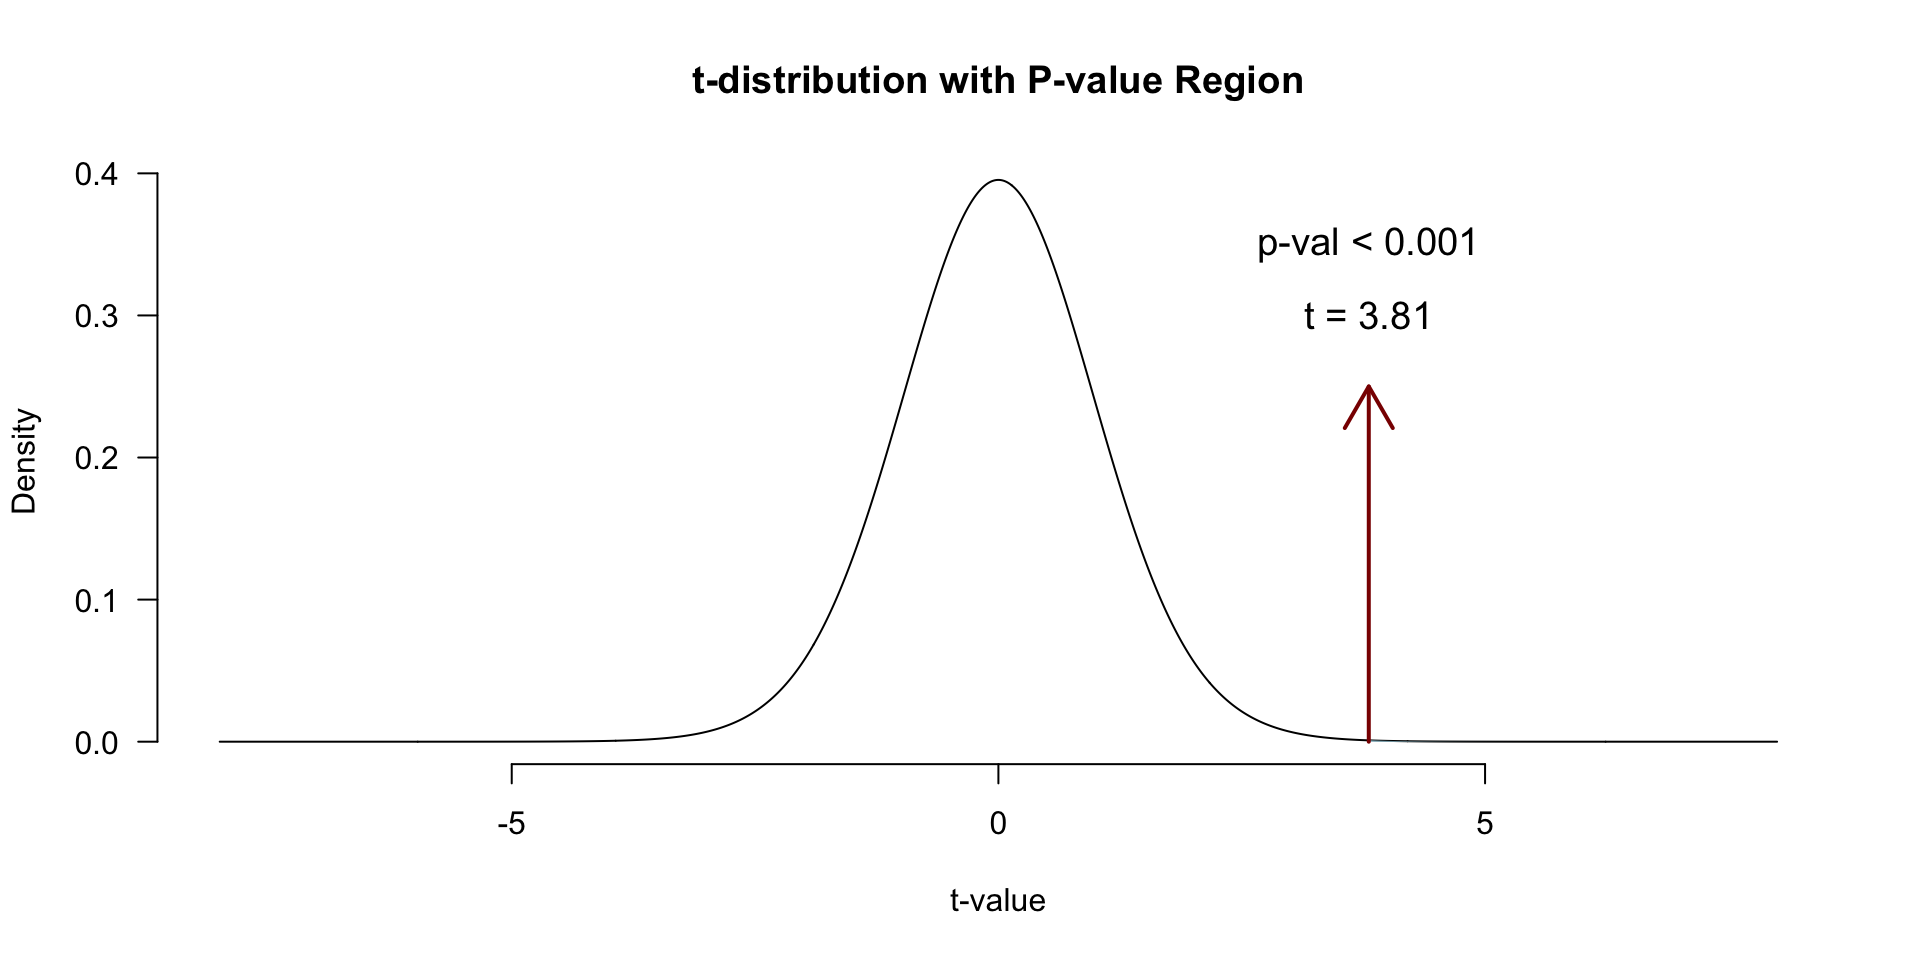 t-distribution with P-value Region
0.4
0.3
0.2
0.1
0.0
Density
p-val < 0.001
t = 3.81
-5
0
5
t-value